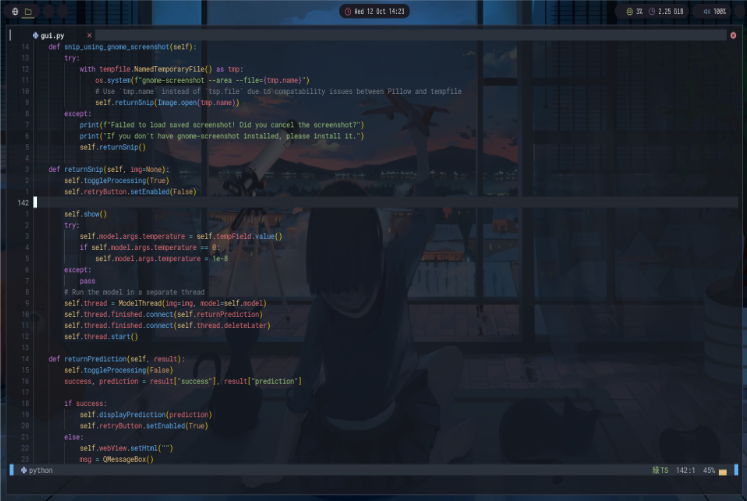 Wed 12 Oct 14:23
3% 2.25 GiB 100%
gui.py
14 def snip_using_gnome_screenshot(self):
13 try:
12 with tempfile.NamedTemporaryFile() as tmp:
11 os.system(f"gnome-screenshot --area --file={tmp.name}")
10 # Use `tmp.name` instead of `tmp.file` due to compatability issues between Pillow and tempfile
9 self.returnSnip(Image.open(tmp.name))
8 except:
7 print(f"Failed to load saved screenshot! Did you cancel the screenshot?")
6 print("If you don't have gnome-screenshot installed, please install it.")
5 self.returnSnip()
4
3 def returnSnip(self, img=None):
2 self.toggleProcessing(True)
1 self.retryButton.setEnabled(False)
142
1 self.show()
2 try:
3 self.model.args.temperature = self.tempField.value()
4 if self.model.args.temperature == 0:
5 self.model.args.temperature = 1e-8
6 except:
7 pass
8 # Run the model in a separate thread
9 self.thread = ModelThread(img=img, model=self.model)
10 self.thread.finished.connect(self.returnPrediction)
11 self.thread.finished.connect(self.thread.deleteLater)
12 self.thread.start()
13
14 def returnPrediction(self, result):
15 self.toggleProcessing(False)
16 success, prediction = result["success"], result["prediction"]
17
18 if success:
19 self.displayPrediction(prediction)
20 self.retryButton.setEnabled(True)
21 else:
22 self.webView.setHtml("")
23 msg = QMessageBox()
python TS 142:1 45%